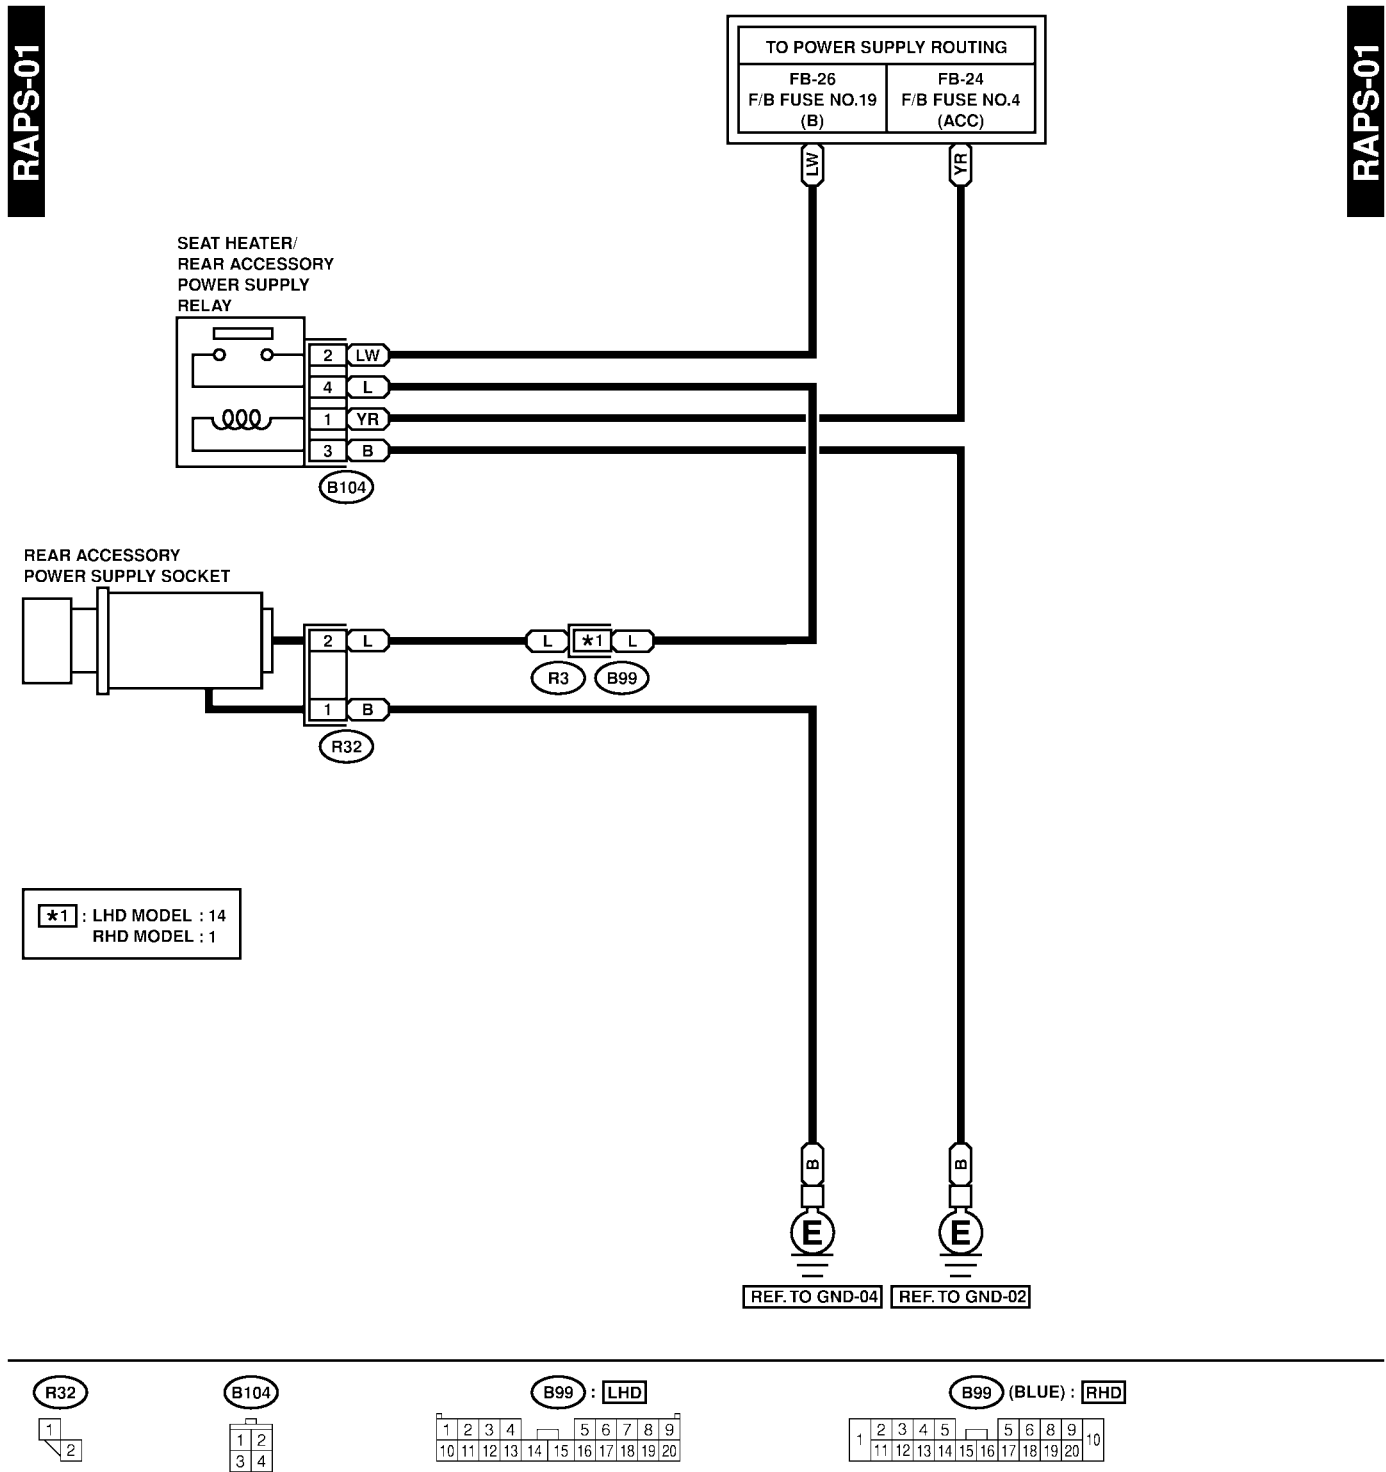 RAPS-01
RAPS-01
TO POWER SUPPLY ROUTING
FB-26
F/B FUSE NO.19
(B)
FB-24
F/B FUSE NO.4
(ACC)
LW
YR
SEAT HEATER/
REAR ACCESSORY
POWER SUPPLY
RELAY
2 LW
4 L
1 YR
3 B
B104
REAR ACCESSORY
POWER SUPPLY SOCKET
2 L
L *1 L
R3 B99
1 B
R32
*1 : LHD MODEL : 14
RHD MODEL : 1
B B
E E
REF. TO GND-04 REF. TO GND-02
R32
1
2
B104
1 2
3 4
B99 : LHD
1 2 3 4 5 6 7 8 9
10 11 12 13 14 15 16 17 18 19 20
B99 (BLUE) : RHD
1 2 3 4 5 5 6 8 9 10
11 12 13 14 15 16 17 18 19 20